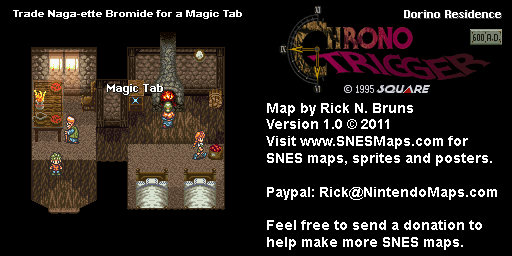 Trade Naga-ette Bromide for a Magic Tab
Dorino Residence
600 A.D.
CHRONO
TRIGGER
© 1995 SQUARE
Magic Tab
Map by Rick N. Bruns
Version 1.0 © 2011
Visit www.SNESMaps.com for
SNES maps, sprites and posters.
Paypal: Rick@NintendoMaps.com
Feel free to send a donation to
help make more SNES maps.